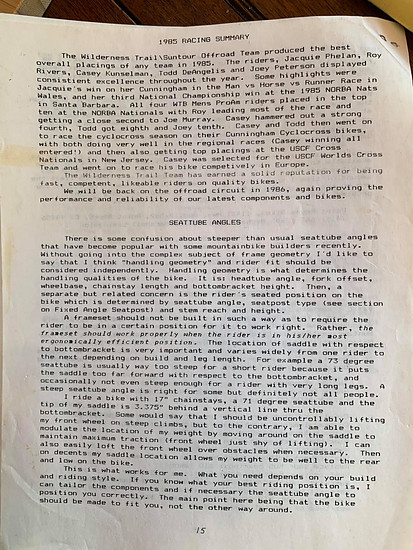 1985 RACING SUMMARY
The Wilderness Trail\Suntour Offroad Team produced the best
overall placings of any team in 1985. The riders, Jacquie Phelan, Roy
Rivers, Casey Kunselman, Todd DeAngelis and Joey Peterson displayed
consistent excellence throughout the year. Some highlights were
Jacquie's win on her Cunningham in the Man vs Horse vs Runner Race in
Wales, and her third National Championship win at the 1985 NORBA Nats
in Santa Barbara. All four WTB Mens ProAm riders placed in the top
ten at the NORBA Nationals with Roy leading most of the race and
getting a close second to Joe Murray. Casey hammered out a strong
fourth, Todd got eighth and Joey tenth. Casey and Todd then went on
to race the cyclocross season on their Cunningham Cyclocross bikes,
with both doing very well in the regional races (Casey winning all
entered!) and then also getting top placings at the USCF Cross
Nationals in New Jersey. Casey was selected for the USCF Worlds Cross
Team and went on to race his bike competively in Europe.
The Wilderness Trail Team has earned a solid reputation for being
fast, competent, likeable riders on quality bikes.
We will be back on the offroad circuit in 1986, again proving the
performance and reliability of our latest components and bikes.
SEATTUBE ANGLES
There is some confusion about steeper than usual seattube angles
that have become popular with some mountainbike builders recently.
Without going into the complex subject of frame geometry I'd like to
say that I think "handling geometry" and rider fit should be
considered independently. Handling geometry is what determines the
handling qualities of the bike. It is: headtube angle, fork offset,
wheelbase, chainstay length and bottombracket height. Then, a
separate but related concern is the rider's seated position on the
bike which is determined by seattube angle, seatpost type (see section
on Fixed Angle Seatpost) and stem reach and height.
A frameset should not be built in such a way as to require the
rider to be in a certain position for it to work right. Rather, the
frameset should work properly when the rider is in his/her most
ergonomically efficient position. The location of saddle with respect
to bottombracket is very important and varies widely from one rider to
the next depending on build and leg length. For example a 73 degree
seattube is usually way too steep for a short rider because it puts
the saddle too far forward with respect to the bottombracket, and
occasionally not even steep enough for a rider with very long legs. A
steep seattube angle is right for some but definitely not all people.
I ride a bike with 17" chainstays, a 71 degree seattube and the
tip of my saddle is 3.375" behind a vertical line thru the
bottombracket. Some would say that I should be uncontrollably lifting
my front wheel on steep climbs, but to the contrary, I am able to
modulate the location of my weight by moving around on the saddle to
maintain maximum traction (front wheel just shy of lifting). I can
also easily loft the front wheel over obstacles when necessary. Then
on decents my saddle location allows my weight to be well to the rear
and low on the bike.
This is what works for me. What you need depends on your build
and riding style. If you know what your best riding position is, I
can tailor the components and if necessary the seattube angle to
position you correctly. The main point here being that the bike
should be made to fit you, not the other way around.
15